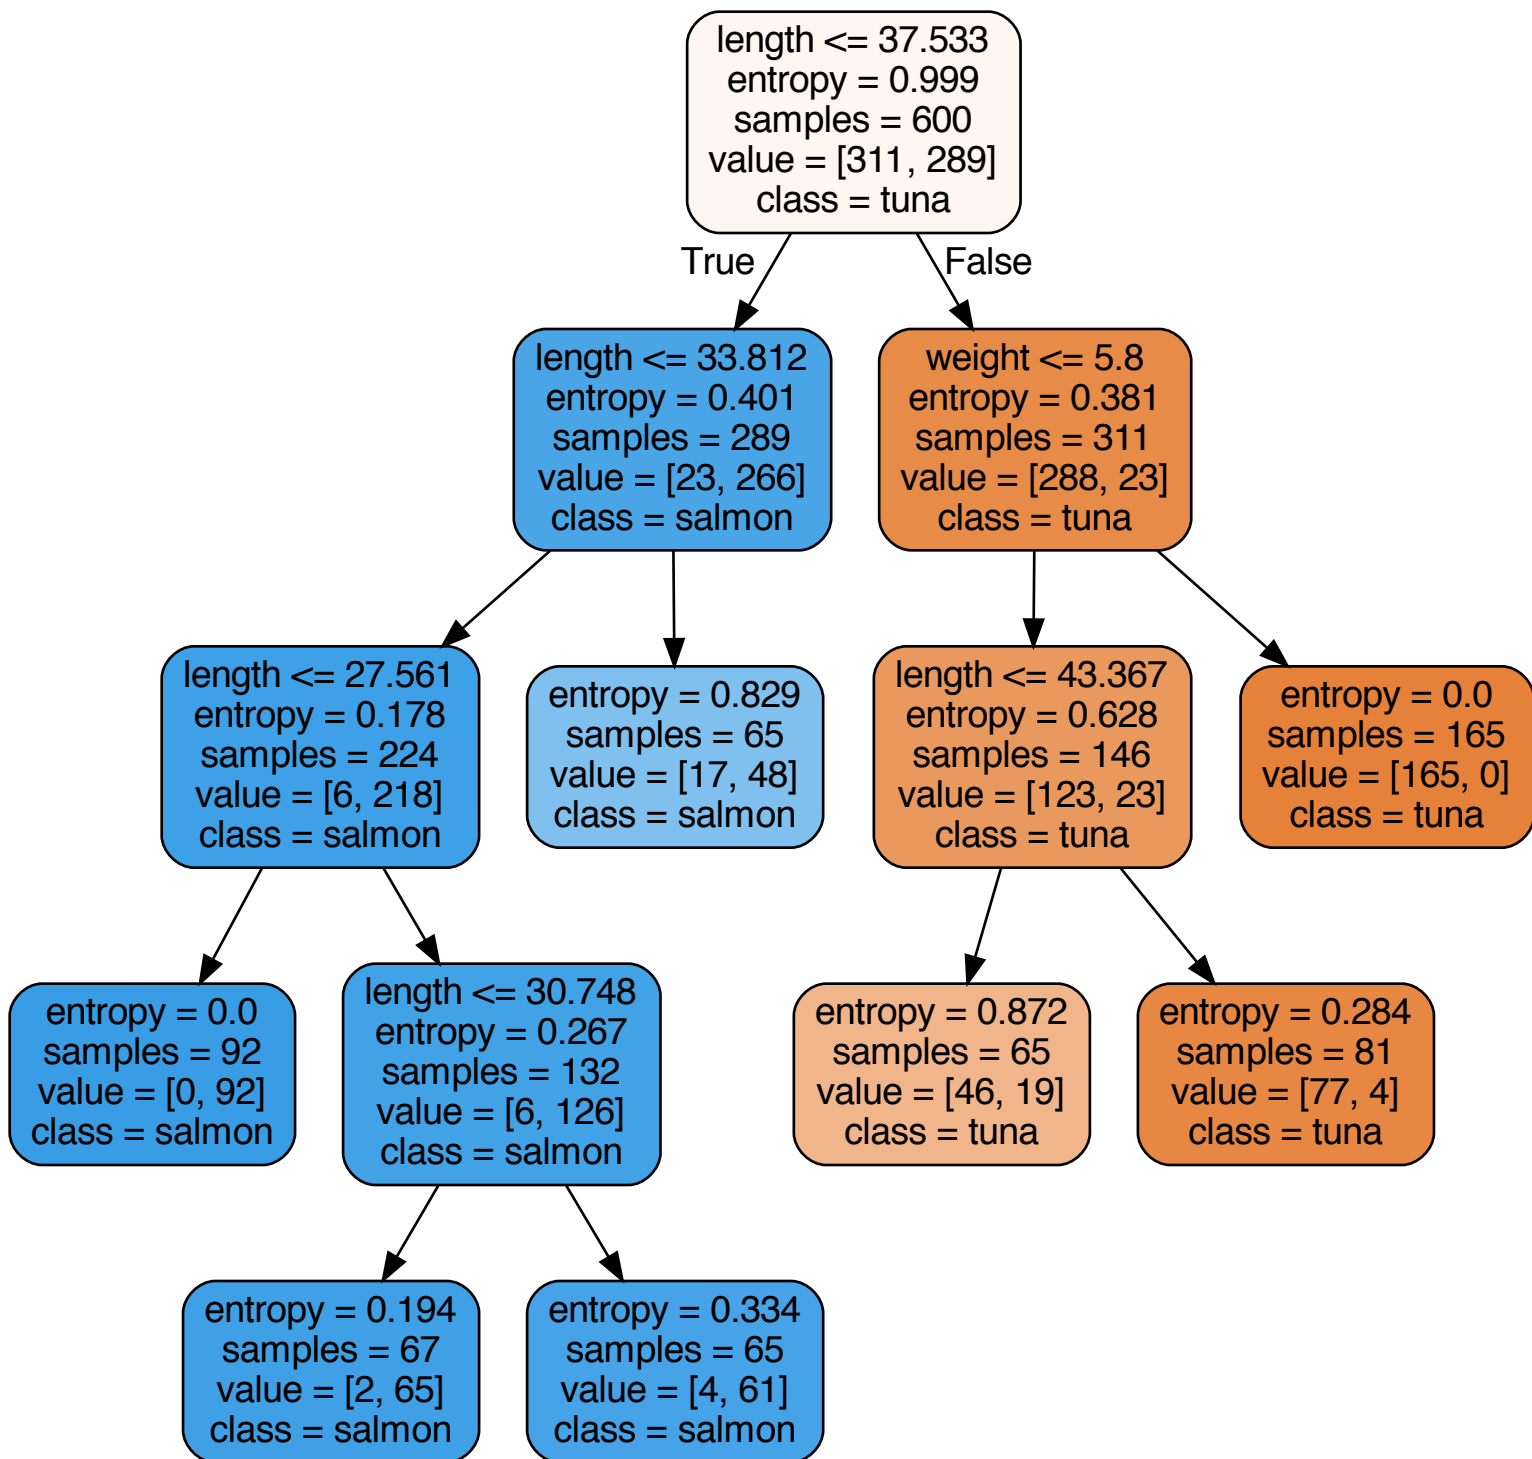 length <= 37.533
entropy = 0.999
samples = 600
value = [311, 289]
class = tuna
True
False
length <= 33.812
entropy = 0.401
samples = 289
value = [23, 266]
class = salmon
weight <= 5.8
entropy = 0.381
samples = 311
value = [288, 23]
class = tuna
length <= 27.561
entropy = 0.178
samples = 224
value = [6, 218]
class = salmon
entropy = 0.829
samples = 65
value = [17, 48]
class = salmon
length <= 43.367
entropy = 0.628
samples = 146
value = [123, 23]
class = tuna
entropy = 0.0
samples = 165
value = [165, 0]
class = tuna
entropy = 0.0
samples = 92
value = [0, 92]
class = salmon
length <= 30.748
entropy = 0.267
samples = 132
value = [6, 126]
class = salmon
entropy = 0.872
samples = 65
value = [46, 19]
class = tuna
entropy = 0.284
samples = 81
value = [77, 4]
class = tuna
entropy = 0.194
samples = 67
value = [2, 65]
class = salmon
entropy = 0.334
samples = 65
value = [4, 61]
class = salmon